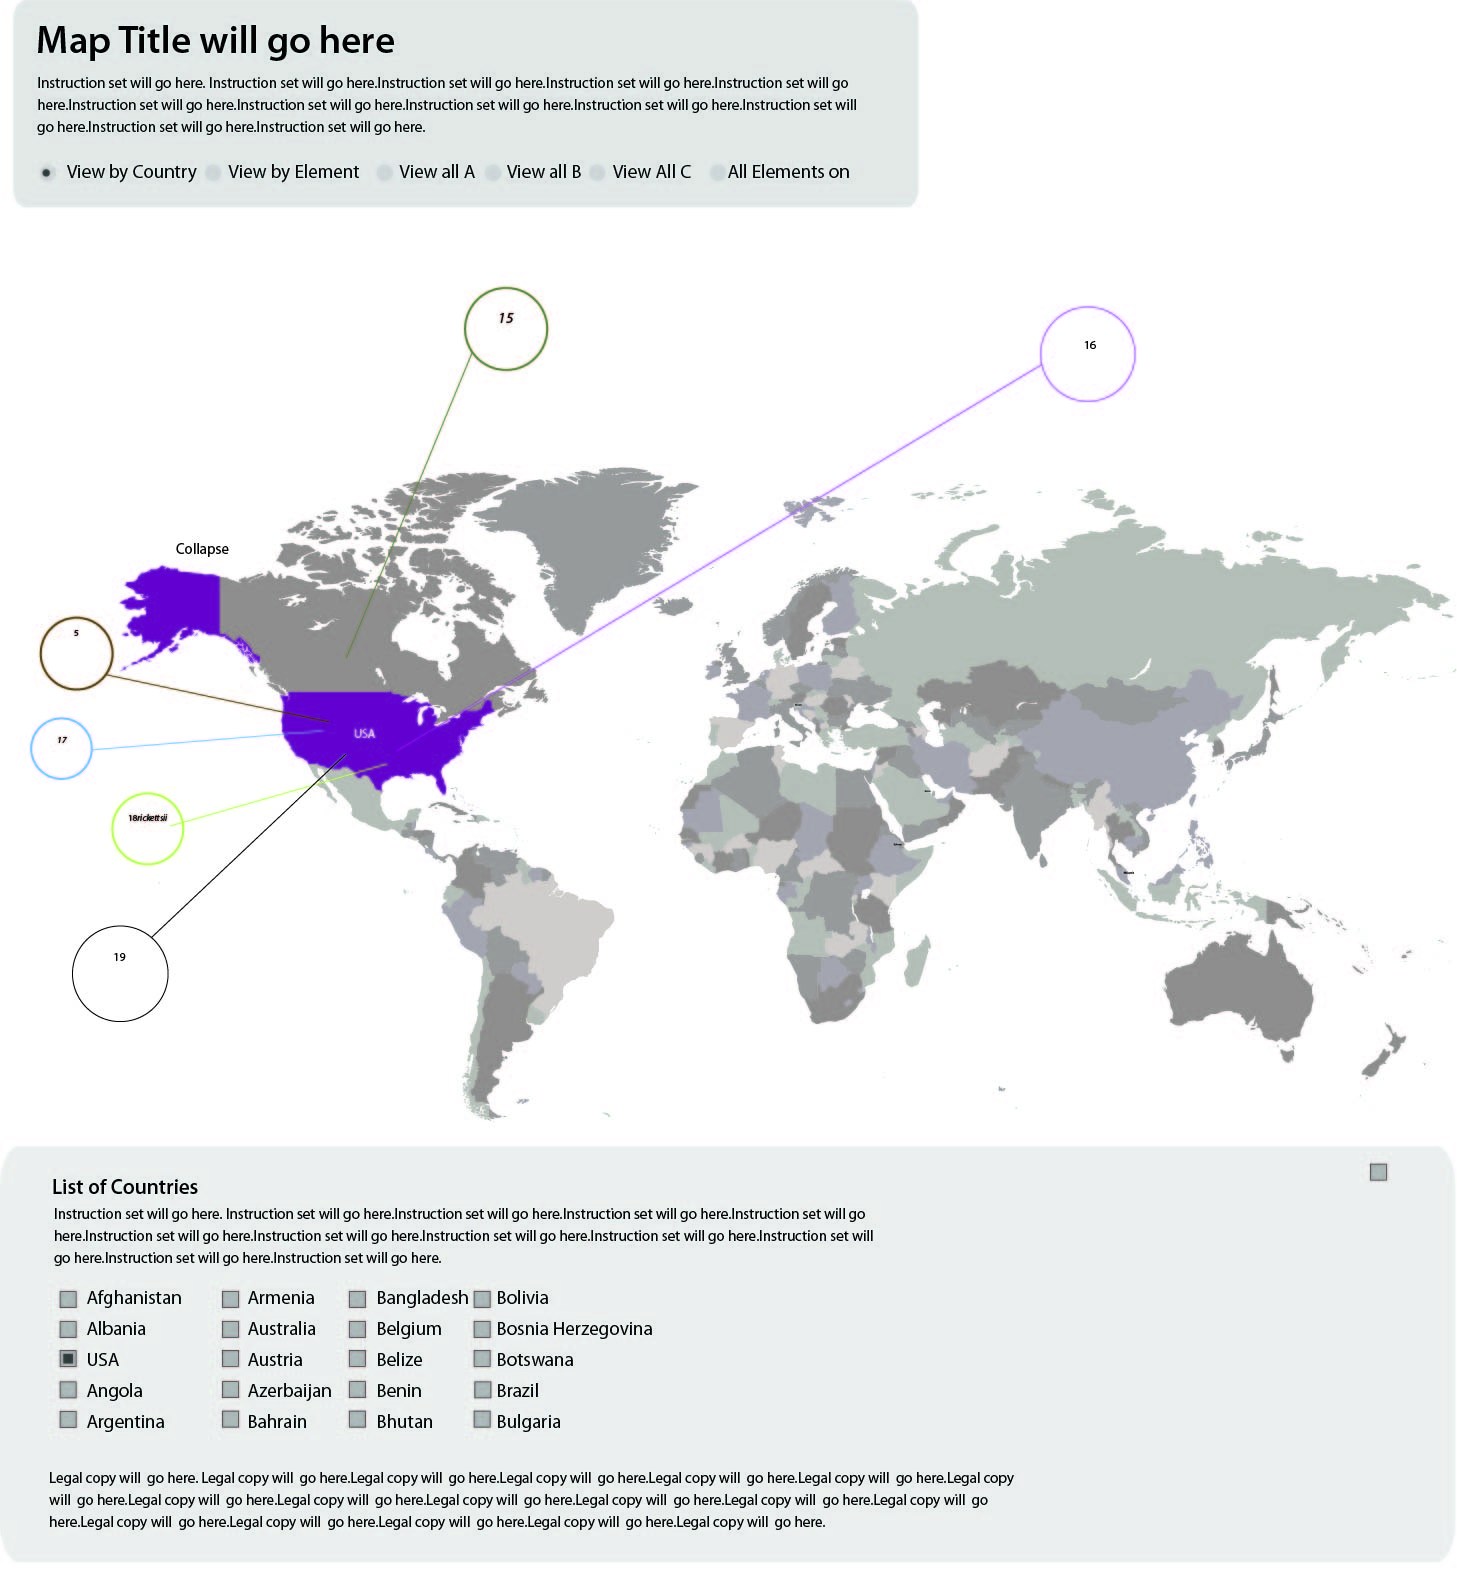 Map Title will go here
Instruction set will go here. Instruction set will go here.Instruction set will go here.Instruction set will go here.Instruction set will go
here.Instruction set will go here.Instruction set will go here.Instruction set will go here.Instruction set will go here.Instruction set will
go here.Instruction set will go here.Instruction set will go here.
View by Country View by Element View all A View all B View All C All Elements on
15
16
Collapse
5
USA
17
18rickettsii
19
List of Countries
Instruction set will go here. Instruction set will go here.Instruction set will go here.Instruction set will go here.Instruction set will go
here.Instruction set will go here.Instruction set will go here.Instruction set will go here.Instruction set will go here.Instruction set will
go here.Instruction set will go here.Instruction set will go here.
Afghanistan Armenia Bangladesh Bolivia
Albania Australia Belgium Bosnia Herzegovina
USA Austria Belize Botswana
Angola Azerbaijan Benin Brazil
Argentina Bahrain Bhutan Bulgaria
Legal copy will go here. Legal copy will go here.Legal copy will go here.Legal copy will go here.Legal copy will go here.Legal copy will go here.Legal copy
will go here.Legal copy will go here.Legal copy will go here.Legal copy will go here.Legal copy will go here.Legal copy will go here.Legal copy will go
here.Legal copy will go here.Legal copy will go here.Legal copy will go here.Legal copy will go here.Legal copy will go here.